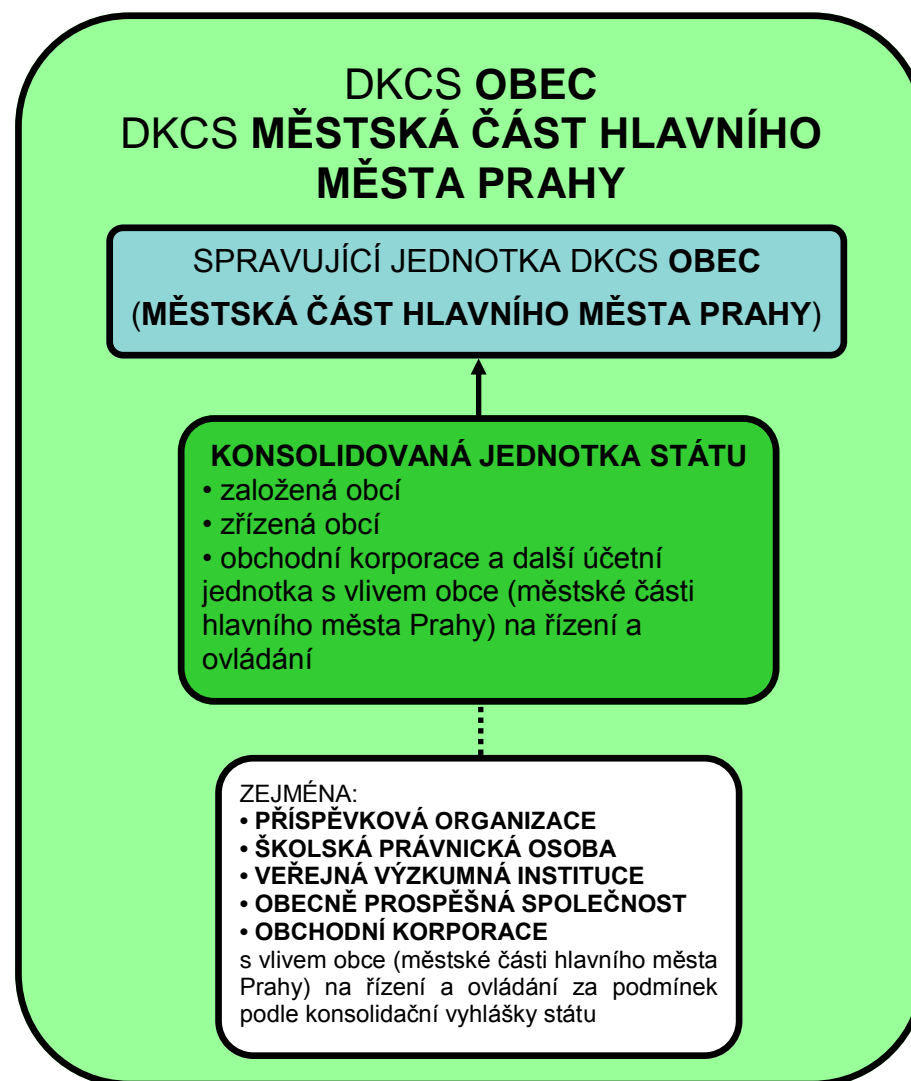 DKCS OBEC
DKCS MĚSTSKÁ ČÁST HLAVNÍHO
MĚSTA PRAHY
SPRAVUJÍCÍ JEDNOTKA DKCS OBEC
(MĚSTSKÁ ČÁST HLAVNÍHO MĚSTA PRAHY)
KONSOLIDOVANÁ JEDNOTKA STÁTU
• založená obcí
• zřízená obcí
• obchodní korporace a další účetní
jednotka s vlivem obce (městské části
hlavního města Prahy) na řízení a
ovládání
ZEJMÉNA:
• PŘÍSPĚVKOVÁ ORGANIZACE
• ŠKOLSKÁ PRÁVNICKÁ OSOBA
• VEŘEJNÁ VÝZKUMNÁ INSTITUCE
• OBECNĚ PROSPĚŠNÁ SPOLEČNOST
• OBCHODNÍ KORPORACE
s vlivem obce (městské části hlavního města
Prahy) na řízení a ovládání za podmínek
podle konsolidační vyhlášky státu